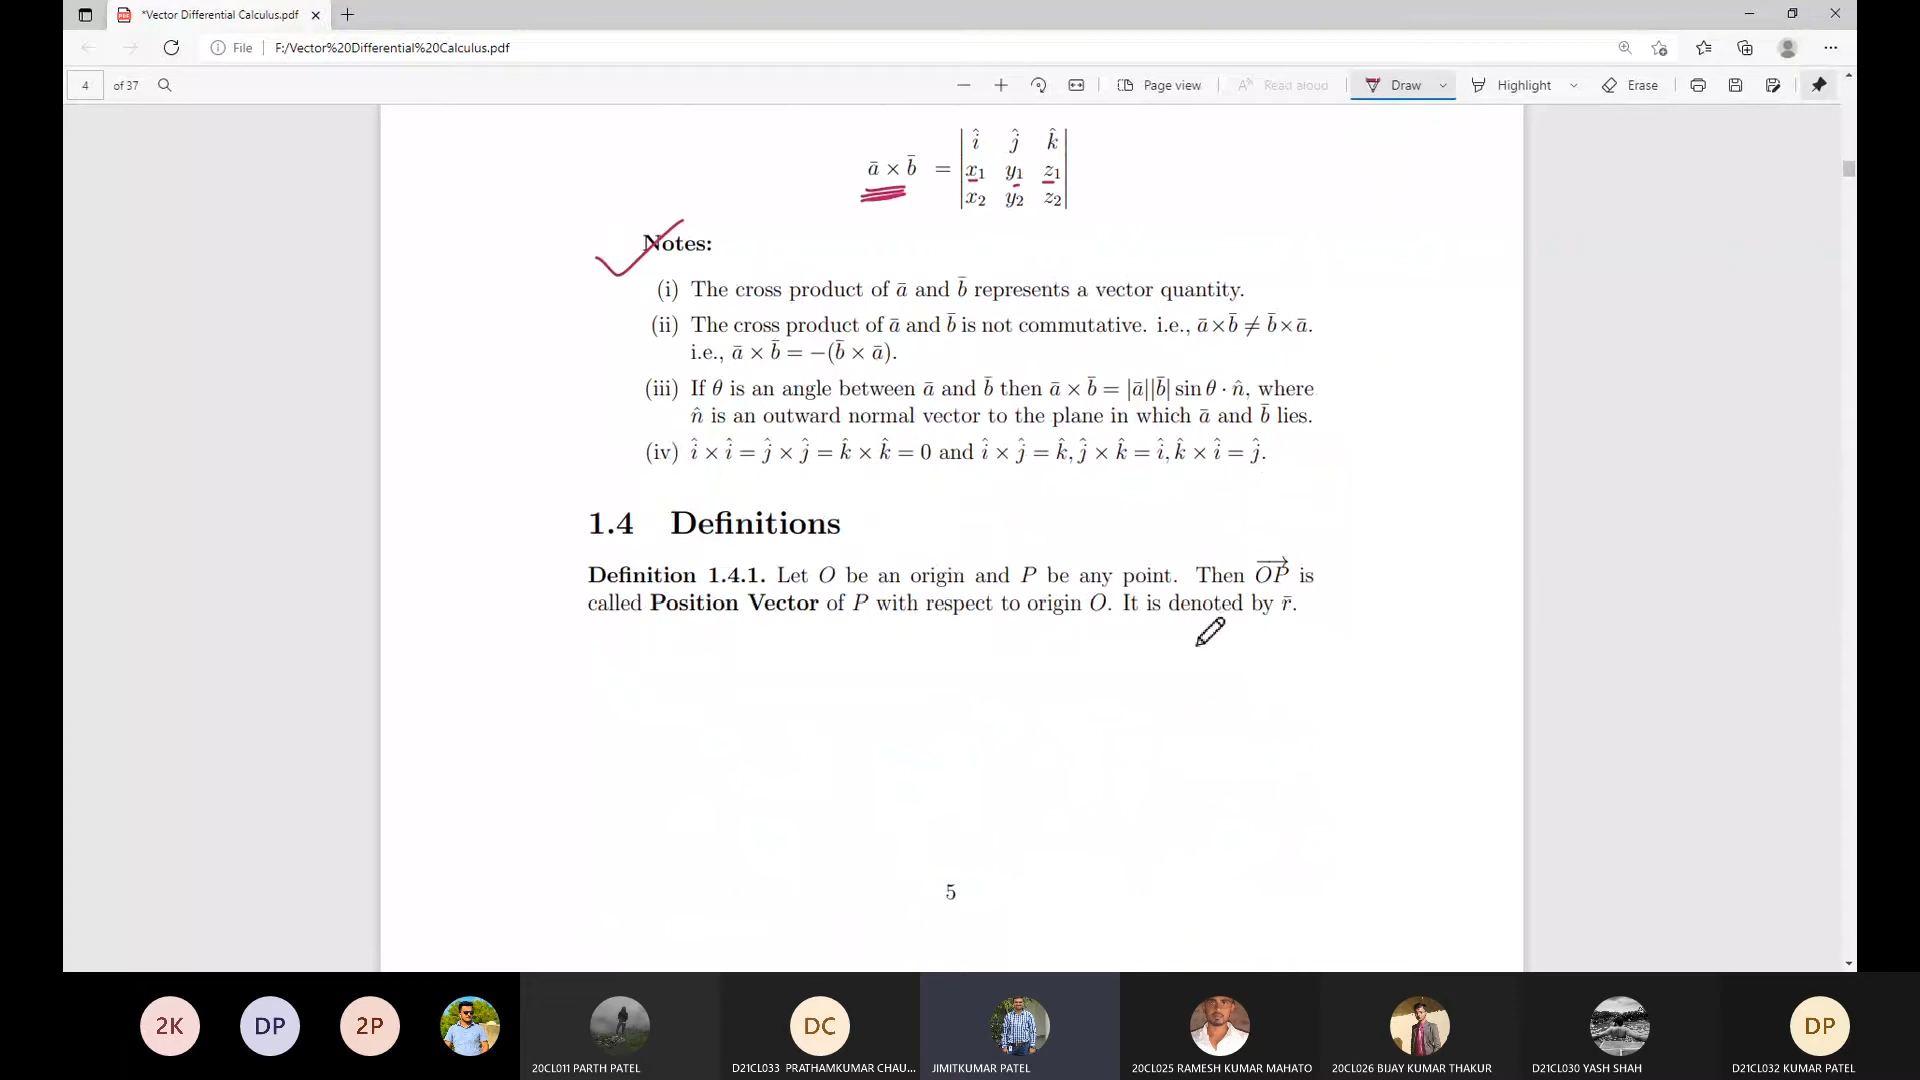 *Vector Differential Calculus.pdf
File | F:/Vector%20Differential%20Calculus.pdf
4 of 37 Page view Read aloud Draw Highlight Erase
ā × b̄ = | î ĵ k̂ |
| x₁ y₁ z₁ |
| x₂ y₂ z₂ |
Notes:
(i) The cross product of ā and b̄ represents a vector quantity.
(ii) The cross product of ā and b̄ is not commutative. i.e., ā×b̄ ≠ b̄×ā.
i.e., ā × b̄ = −(b̄ × ā).
(iii) If θ is an angle between ā and b̄ then ā × b̄ = |ā||b̄| sin θ · n̂, where
n̂ is an outward normal vector to the plane in which ā and b̄ lies.
(iv) î × î = ĵ × ĵ = k̂ × k̂ = 0 and î × ĵ = k̂, ĵ × k̂ = î, k̂ × î = ĵ.
1.4 Definitions
Definition 1.4.1. Let O be an origin and P be any point. Then \overrightarrow{OP} is
called Position Vector of P with respect to origin O. It is denoted by r̄.
5
2K DP 2P DC DP
20CL011 PARTH PATEL D21CL033 PRATHAMKUMAR CHAU... JIMITKUMAR PATEL 20CL025 RAMESH KUMAR MAHATO 20CL026 BIJAY KUMAR THAKUR D21CL030 YASH SHAH D21CL032 KUMAR PATEL